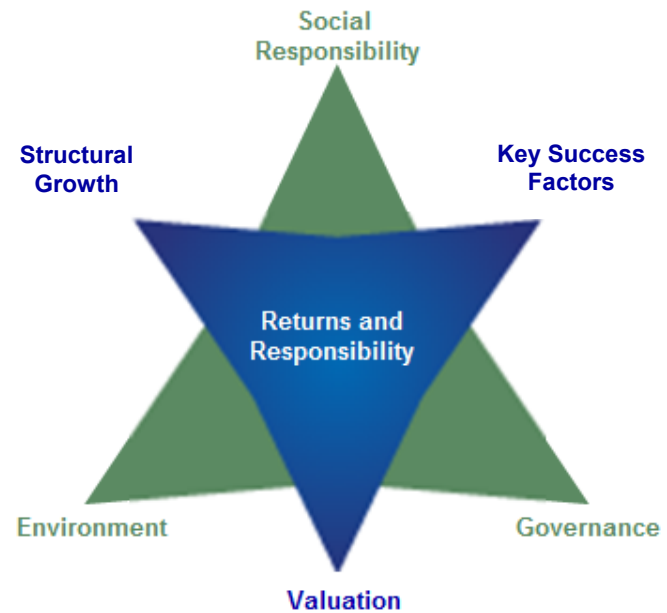 Social
Responsibility
Structural
Growth
Key Success
Factors
Returns and
Responsibility
Environment
Governance
Valuation